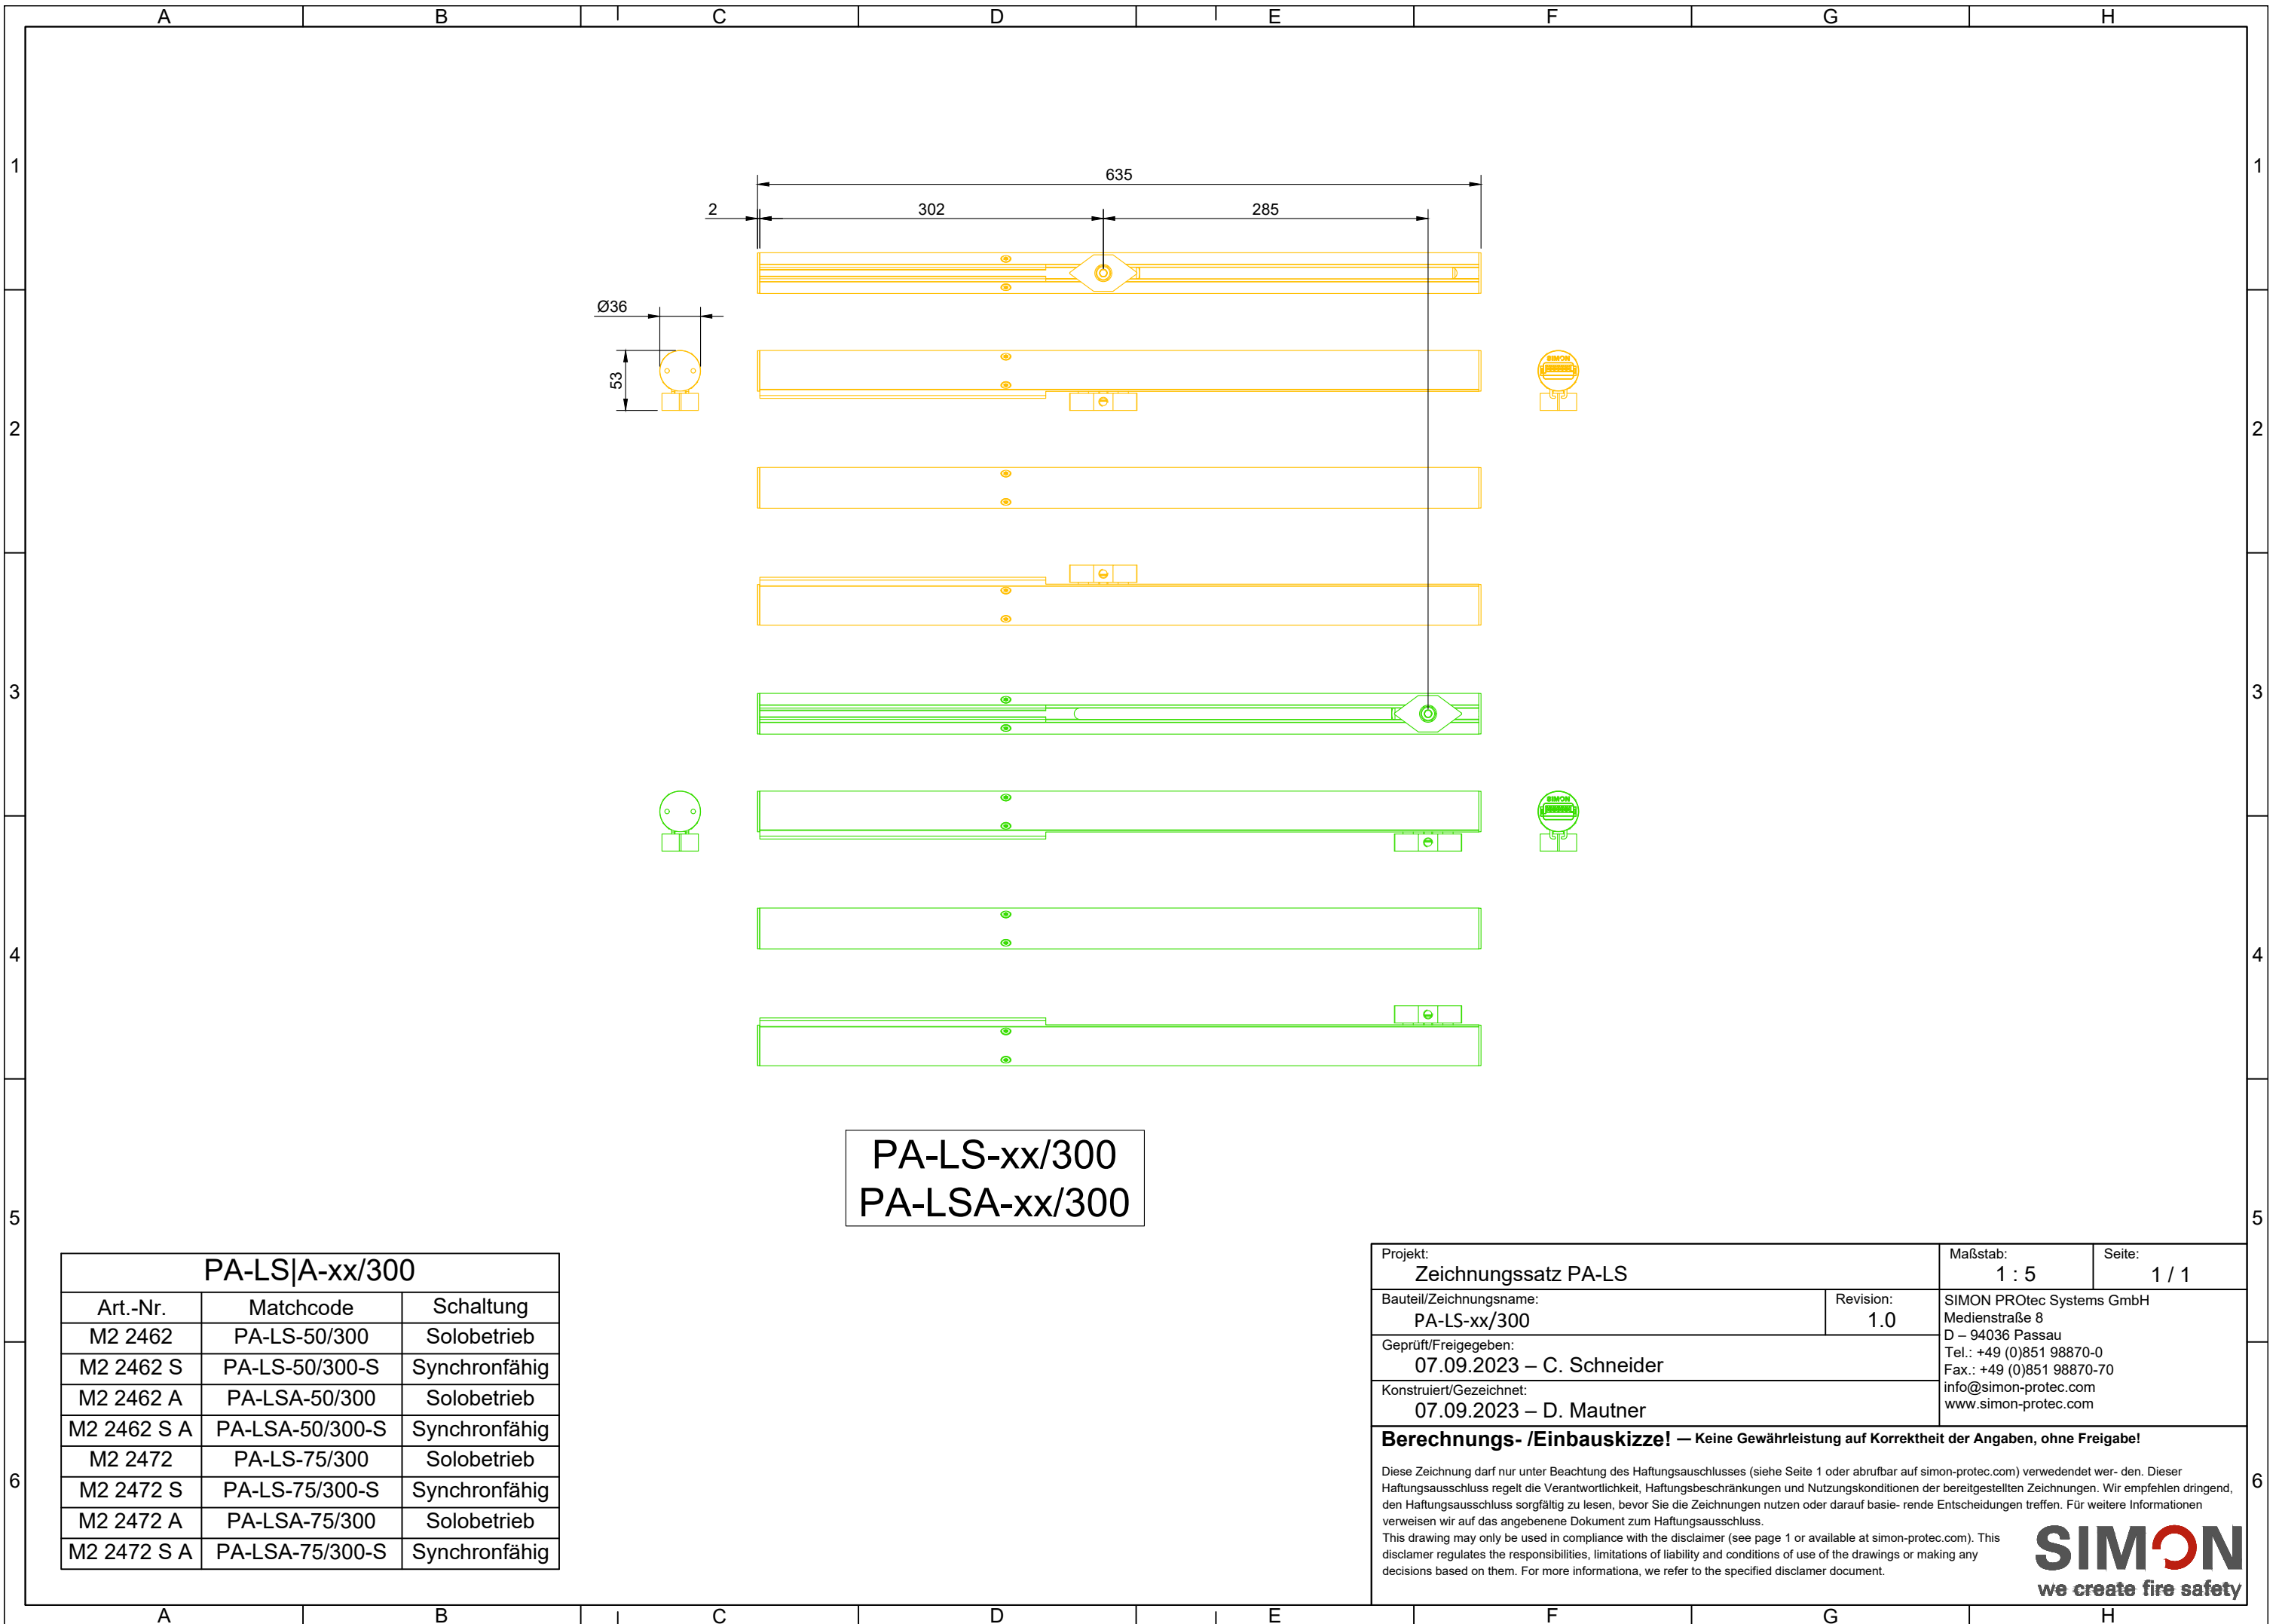 A B C D E F G H
1 1
635
2 302 285
Ø36
53
SIMON
2 2
3 3
SIMON
4 4
PA-LS-xx/300
PA-LSA-xx/300
5 5
PA-LS|A-xx/300
Art.-Nr. Matchcode Schaltung
M2 2462 PA-LS-50/300 Solobetrieb
M2 2462 S PA-LS-50/300-S Synchronfähig
M2 2462 A PA-LSA-50/300 Solobetrieb
M2 2462 S A PA-LSA-50/300-S Synchronfähig
M2 2472 PA-LS-75/300 Solobetrieb
M2 2472 S PA-LS-75/300-S Synchronfähig
M2 2472 A PA-LSA-75/300 Solobetrieb
M2 2472 S A PA-LSA-75/300-S Synchronfähig
Projekt:
Zeichnungssatz PA-LS
Maßstab:
1 : 5
Seite:
1 / 1
Bauteil/Zeichnungsname:
PA-LS-xx/300
Revision:
1.0
Geprüft/Freigegeben:
07.09.2023 – C. Schneider
Konstruiert/Gezeichnet:
07.09.2023 – D. Mautner
SIMON PROtec Systems GmbH
Medienstraße 8
D – 94036 Passau
Tel.: +49 (0)851 98870-0
Fax.: +49 (0)851 98870-70
info@simon-protec.com
www.simon-protec.com
Berechnungs- /Einbauskizze! — Keine Gewährleistung auf Korrektheit der Angaben, ohne Freigabe!
Diese Zeichnung darf nur unter Beachtung des Haftungsauschlusses (siehe Seite 1 oder abrufbar auf simon-protec.com) verwedendet wer- den. Dieser
Haftungsausschluss regelt die Verantwortlichkeit, Haftungsbeschränkungen und Nutzungskonditionen der bereitgestellten Zeichnungen. Wir empfehlen dringend,
den Haftungsausschluss sorgfältig zu lesen, bevor Sie die Zeichnungen nutzen oder darauf basie- rende Entscheidungen treffen. Für weitere Informationen
verweisen wir auf das angebenene Dokument zum Haftungsausschluss.
This drawing may only be used in compliance with the disclaimer (see page 1 or available at simon-protec.com). This
disclamer regulates the responsibilities, limitations of liability and conditions of use of the drawings or making any
decisions based on them. For more informationa, we refer to the specified disclamer document.
SIMON
we create fire safety
6 6
A B C D E F G H